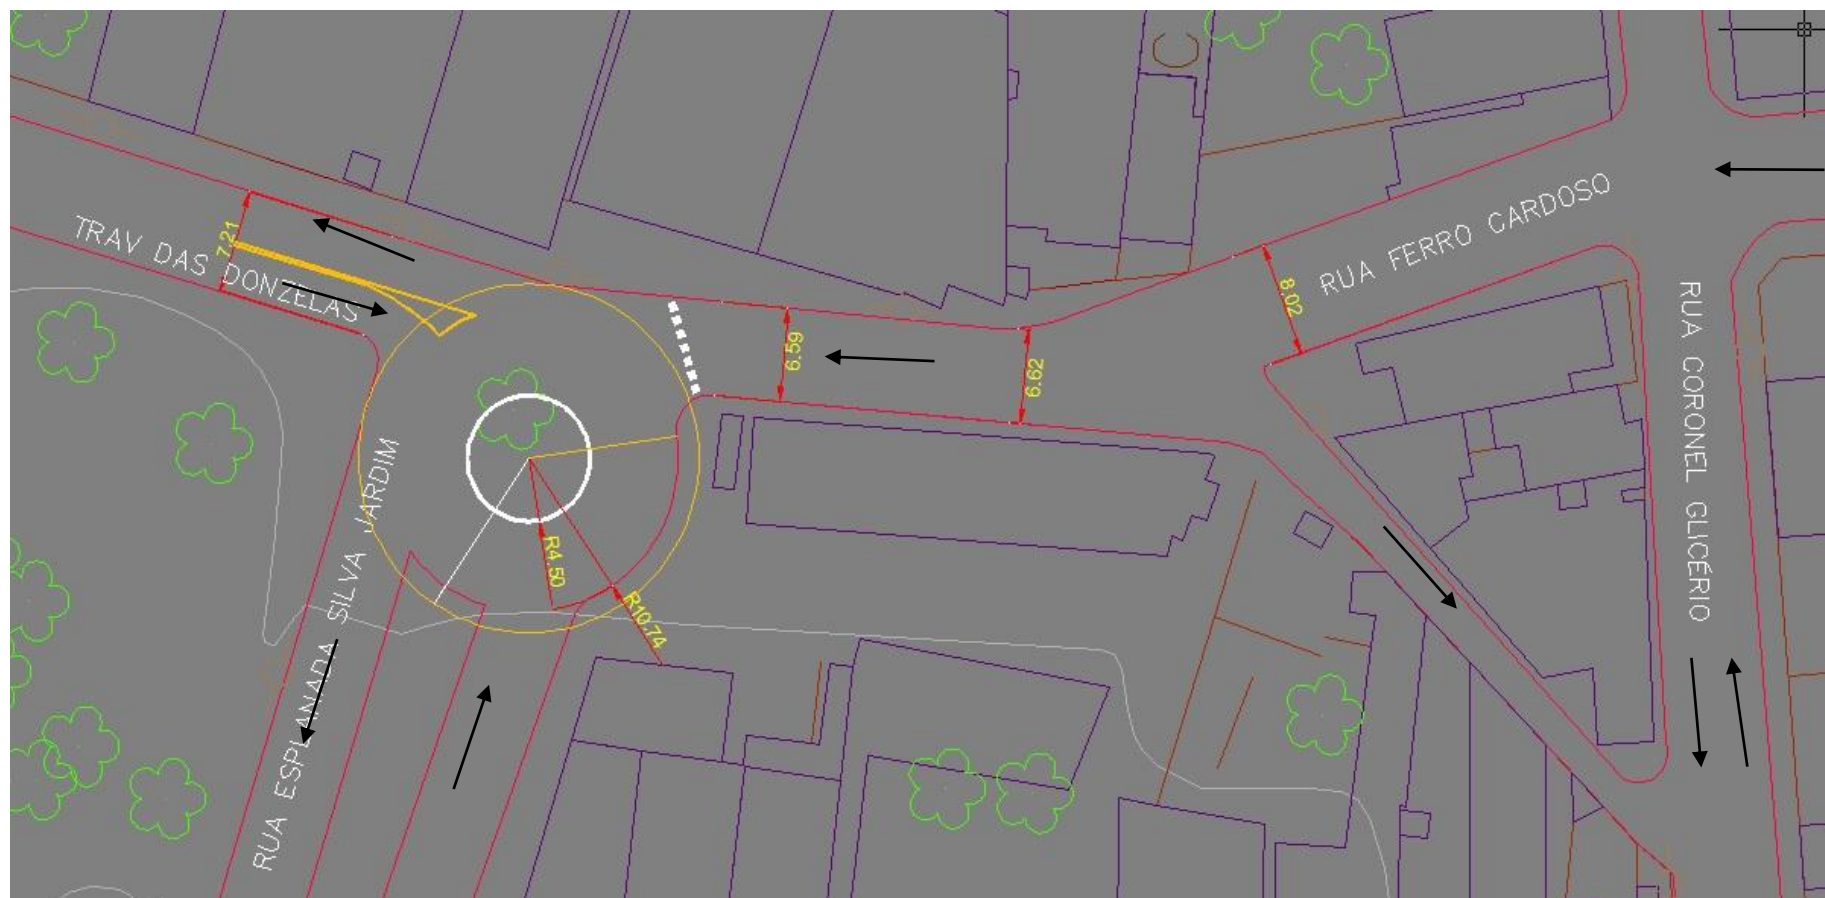 TRAV DAS DONZELAS
7.21
6.59
6.62
8.02
RUA FERRO CARDOSO
RUA CORONEL GLICÉRIO
RUA ESPLANADA SILVA JARDIM
R4.50
R10.74